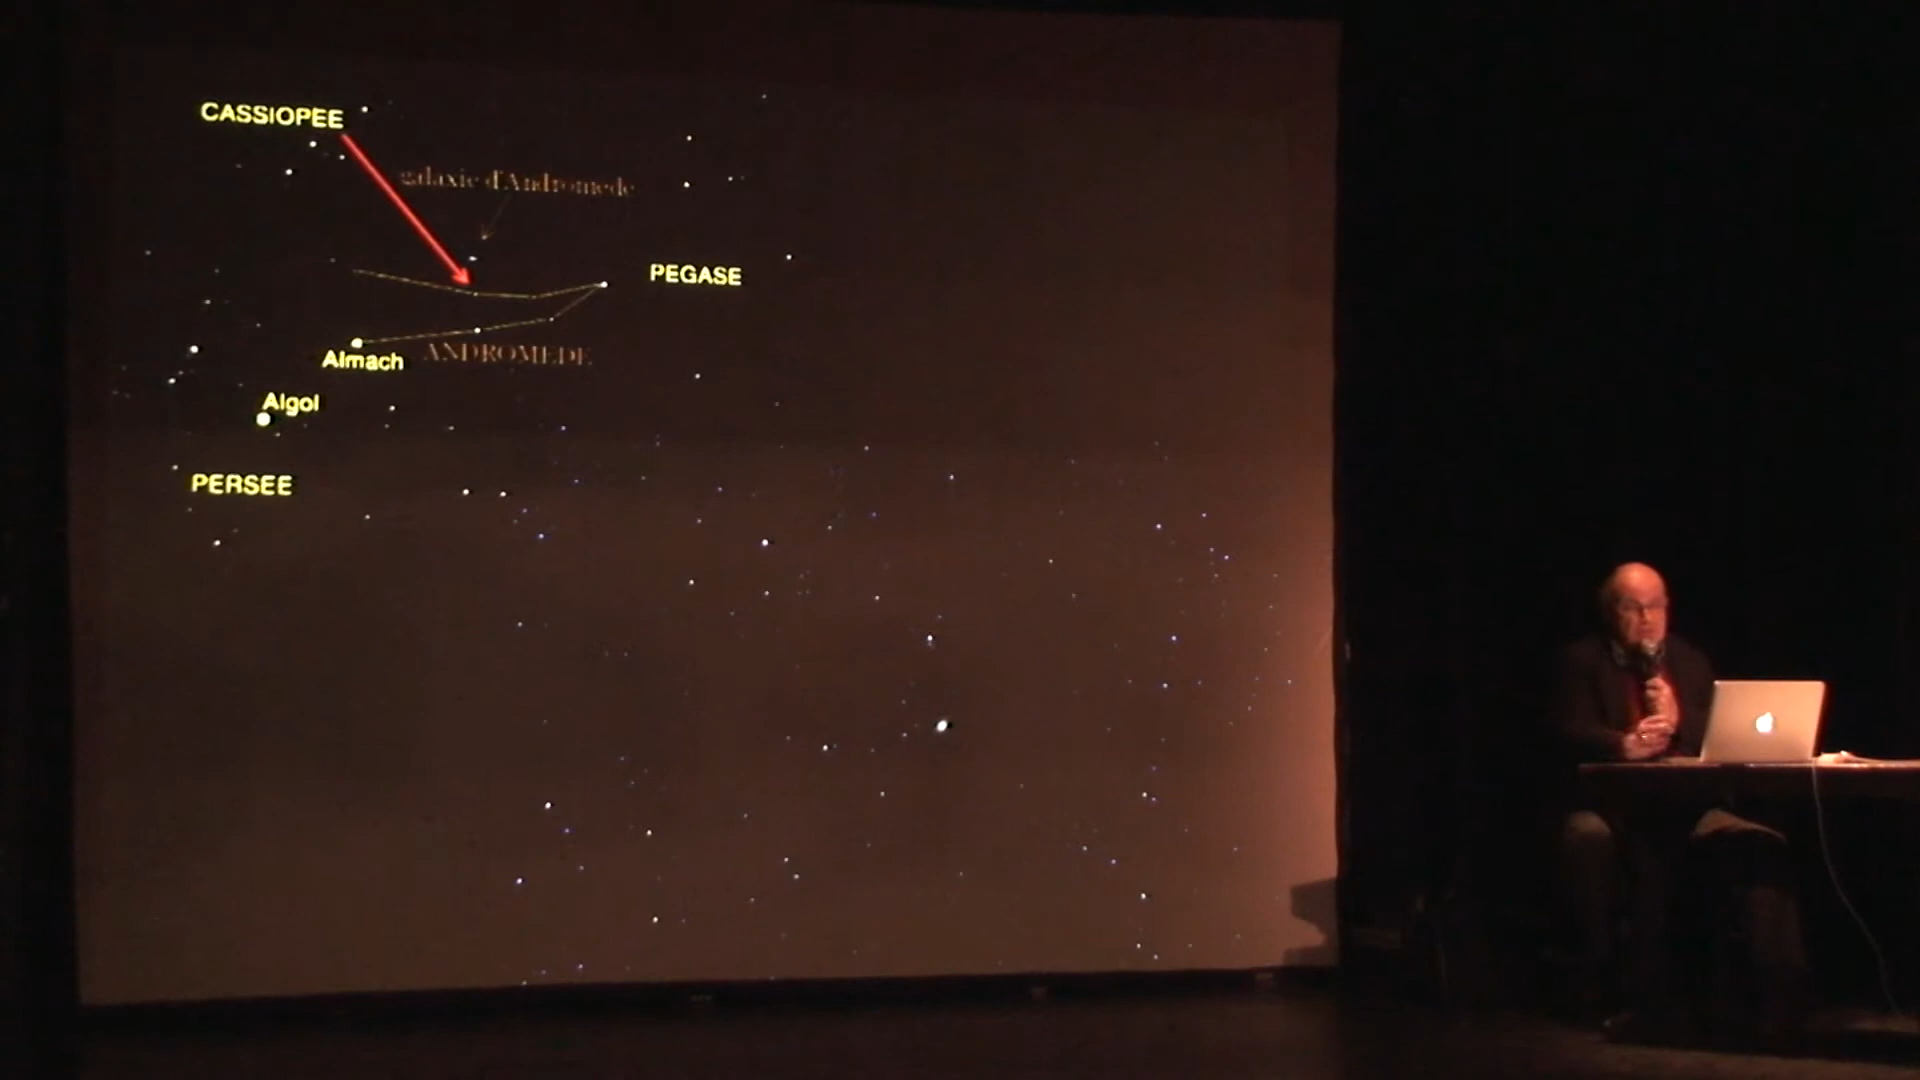 CASSIOPEE
galaxie d'Andromede
PEGASE
Almach
ANDROMEDE
Algol
PERSEE